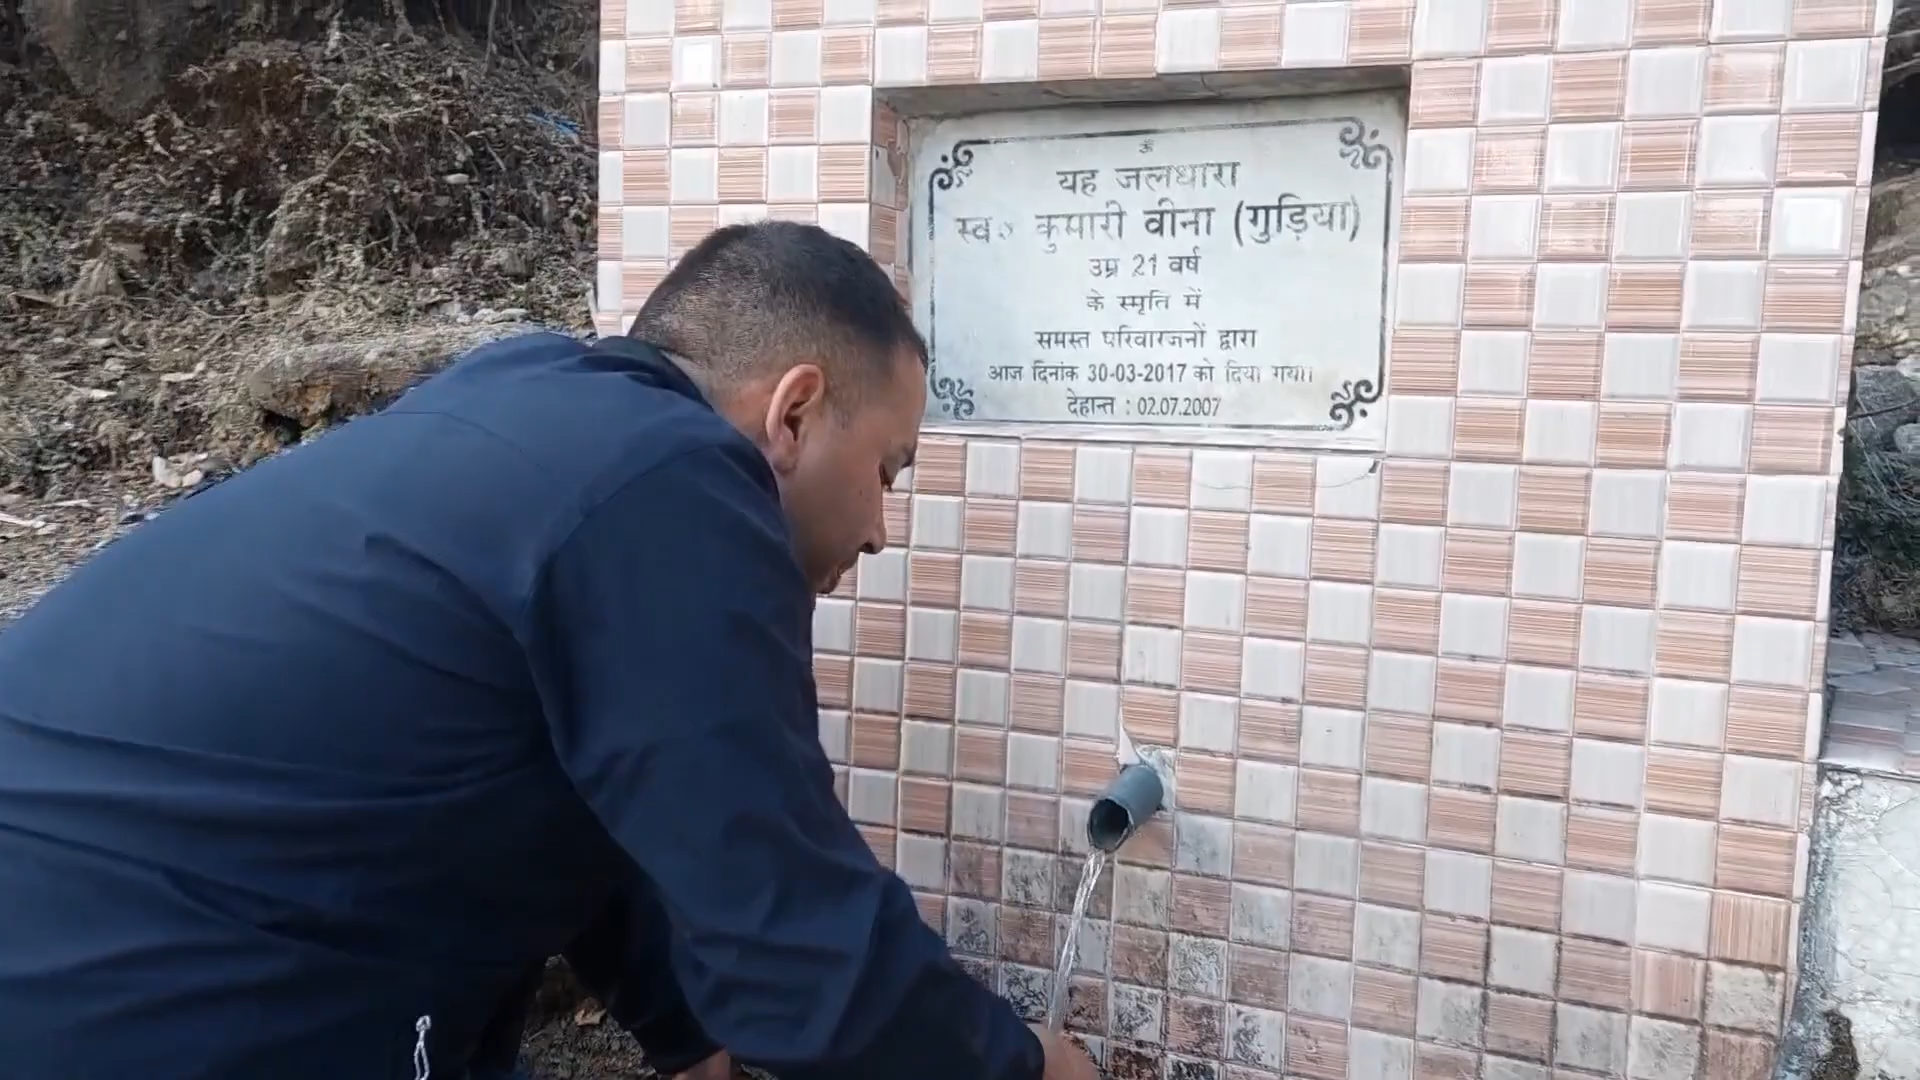 ॐ
यह जलधारा
स्व० कुमारी वीना (गुड़िया)
उम्र 21 वर्ष
के स्मृति में
समस्त परिवारजनों द्वारा
आज दिनांक 30-03-2017 को दिया गया।
देहान्त : 02.07.2007